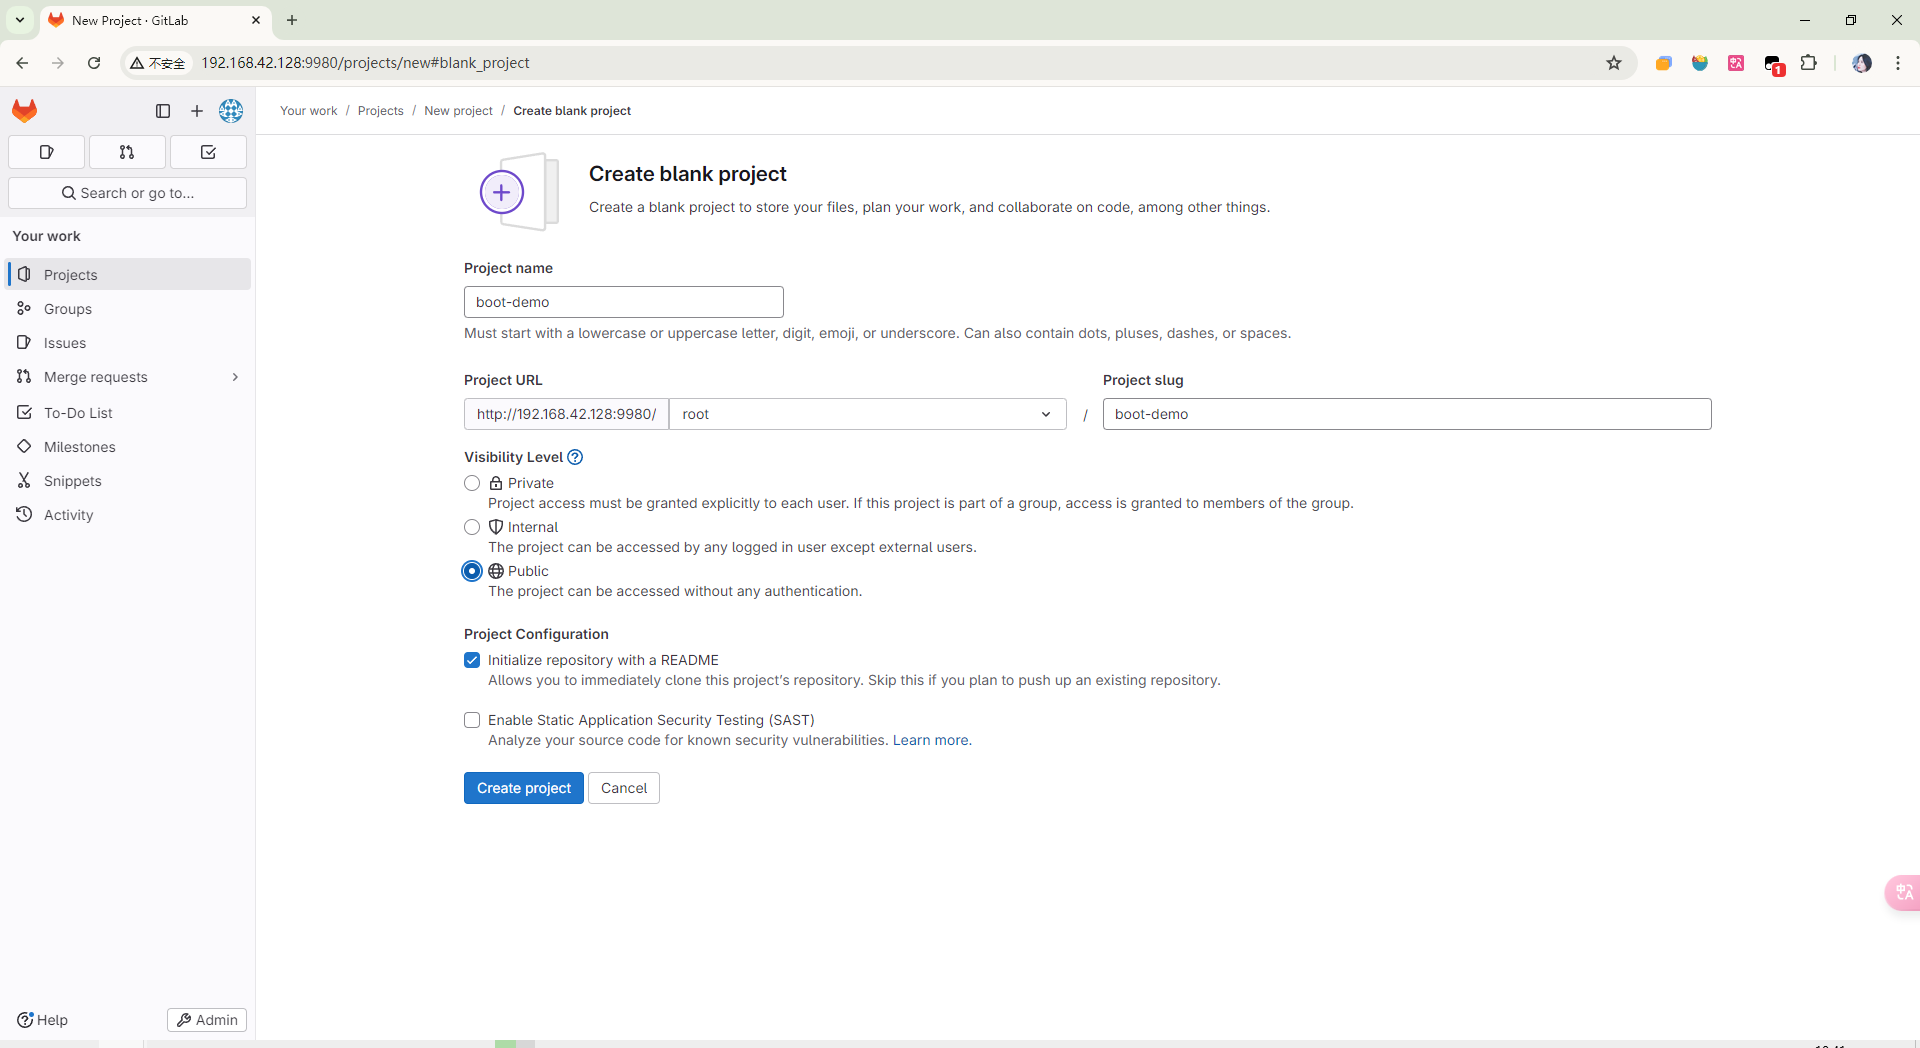 New Project · GitLab
不安全
192.168.42.128:9980/projects/new#blank_project
1
Your work / Projects / New project / Create blank project
Search or go to...
Your work
Projects
Groups
Issues
Merge requests
To-Do List
Milestones
Snippets
Activity
Help
Admin
Create blank project
Create a blank project to store your files, plan your work, and collaborate on code, among other things.
Project name
boot-demo
Must start with a lowercase or uppercase letter, digit, emoji, or underscore. Can also contain dots, pluses, dashes, or spaces.
Project URL
Project slug
http://192.168.42.128:9980/ root / boot-demo
Visibility Level
Private
Project access must be granted explicitly to each user. If this project is part of a group, access is granted to members of the group.
Internal
The project can be accessed by any logged in user except external users.
Public
The project can be accessed without any authentication.
Project Configuration
Initialize repository with a README
Allows you to immediately clone this project’s repository. Skip this if you plan to push up an existing repository.
Enable Static Application Security Testing (SAST)
Analyze your source code for known security vulnerabilities. Learn more.
Create project
Cancel